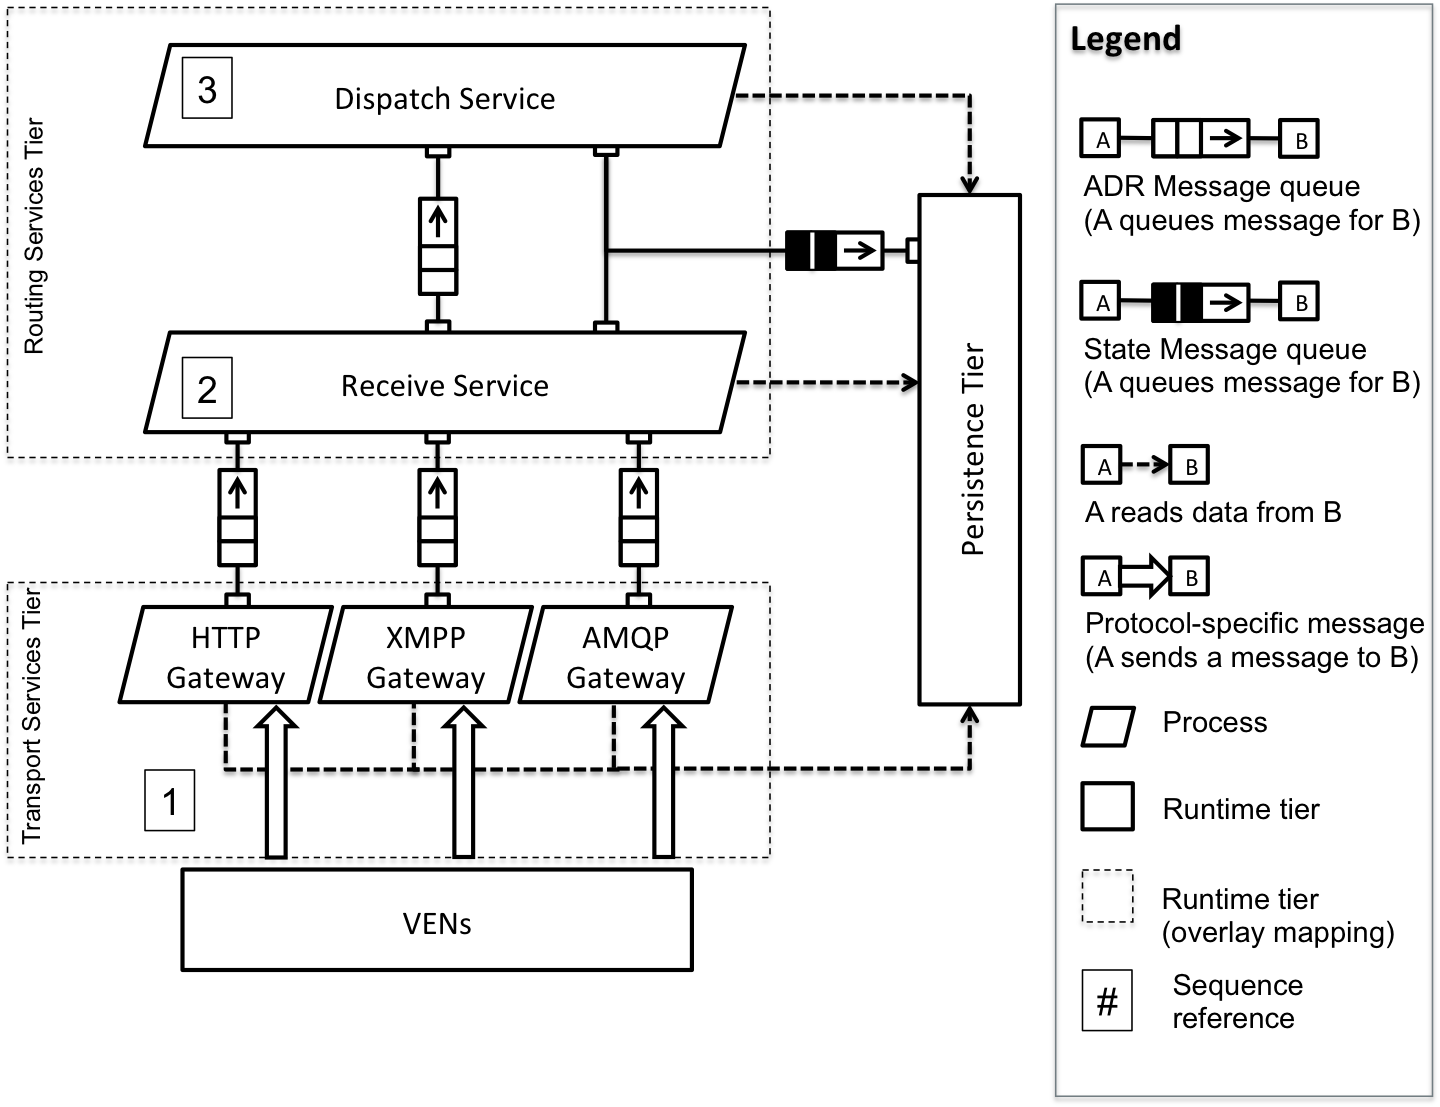 Routing Services Tier
3
Dispatch Service
2
Receive Service
Persistence Tier
Transport Services Tier
HTTP
Gateway
XMPP
Gateway
AMQP
Gateway
1
VENs
Legend
A
B
ADR Message queue
(A queues message for B)
A
B
State Message queue
(A queues message for B)
A
B
A reads data from B
A
B
Protocol-specific message
(A sends a message to B)
Process
Runtime tier
Runtime tier
(overlay mapping)
#
Sequence
reference